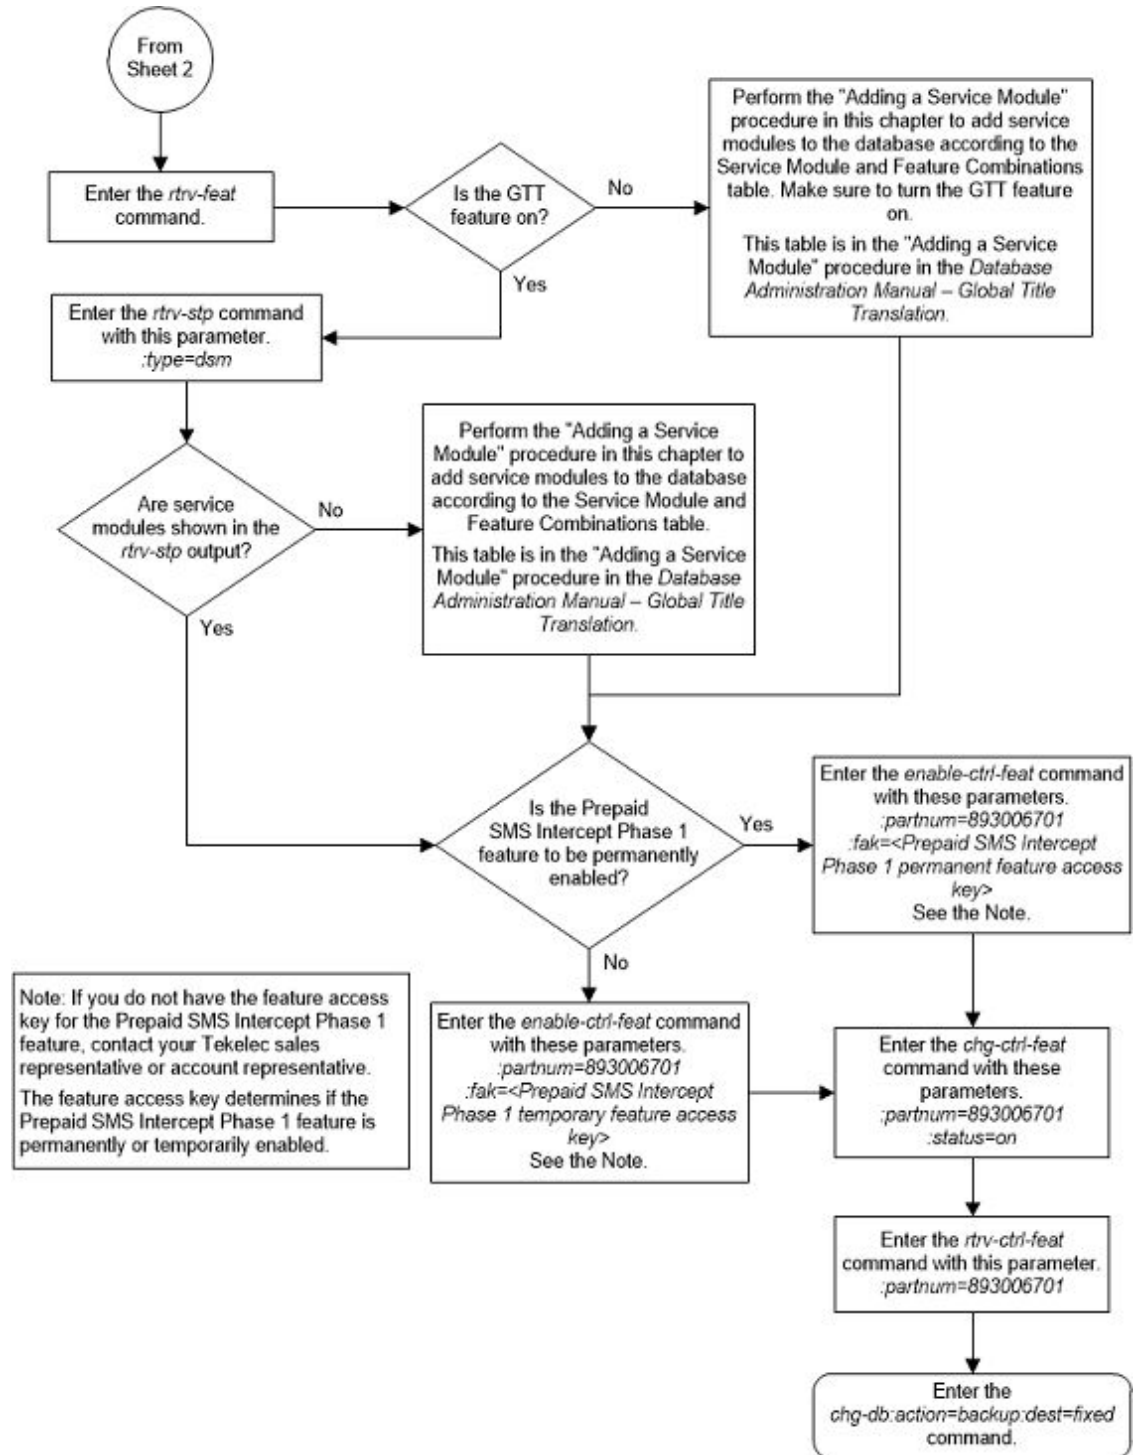 From
Sheet 2
Enter the rtrv-feat
command.
Is the GTT
feature on?
No
Yes
Perform the "Adding a Service Module"
procedure in this chapter to add service
modules to the database according to the
Service Module and Feature Combinations
table. Make sure to turn the GTT feature
on.
This table is in the "Adding a Service
Module" procedure in the Database
Administration Manual – Global Title
Translation.
Enter the rtrv-stp command
with this parameter.
:type=dsm
Are service
modules shown in the
rtrv-stp output?
No
Yes
Perform the "Adding a Service
Module" procedure in this chapter to
add service modules to the database
according to the Service Module and
Feature Combinations table.
This table is in the "Adding a Service
Module" procedure in the Database
Administration Manual – Global Title
Translation.
Is the Prepaid
SMS Intercept Phase 1
feature to be permanently
enabled?
Yes
No
Enter the enable-ctrl-feat command
with these parameters.
:partnum=893006701
:fak=<Prepaid SMS Intercept
Phase 1 permanent feature access
key>
See the Note.
Note: If you do not have the feature access
key for the Prepaid SMS Intercept Phase 1
feature, contact your Tekelec sales
representative or account representative.
The feature access key determines if the
Prepaid SMS Intercept Phase 1 feature is
permanently or temporarily enabled.
Enter the enable-ctrl-feat command
with these parameters.
:partnum=893006701
:fak=<Prepaid SMS Intercept
Phase 1 temporary feature access
key>
See the Note.
Enter the chg-ctrl-feat
command with these
parameters.
:partnum=893006701
:status=on
Enter the rtrv-ctrl-feat
command with this parameter.
:partnum=893006701
Enter the
chg-db:action=backup:dest=fixed
command.